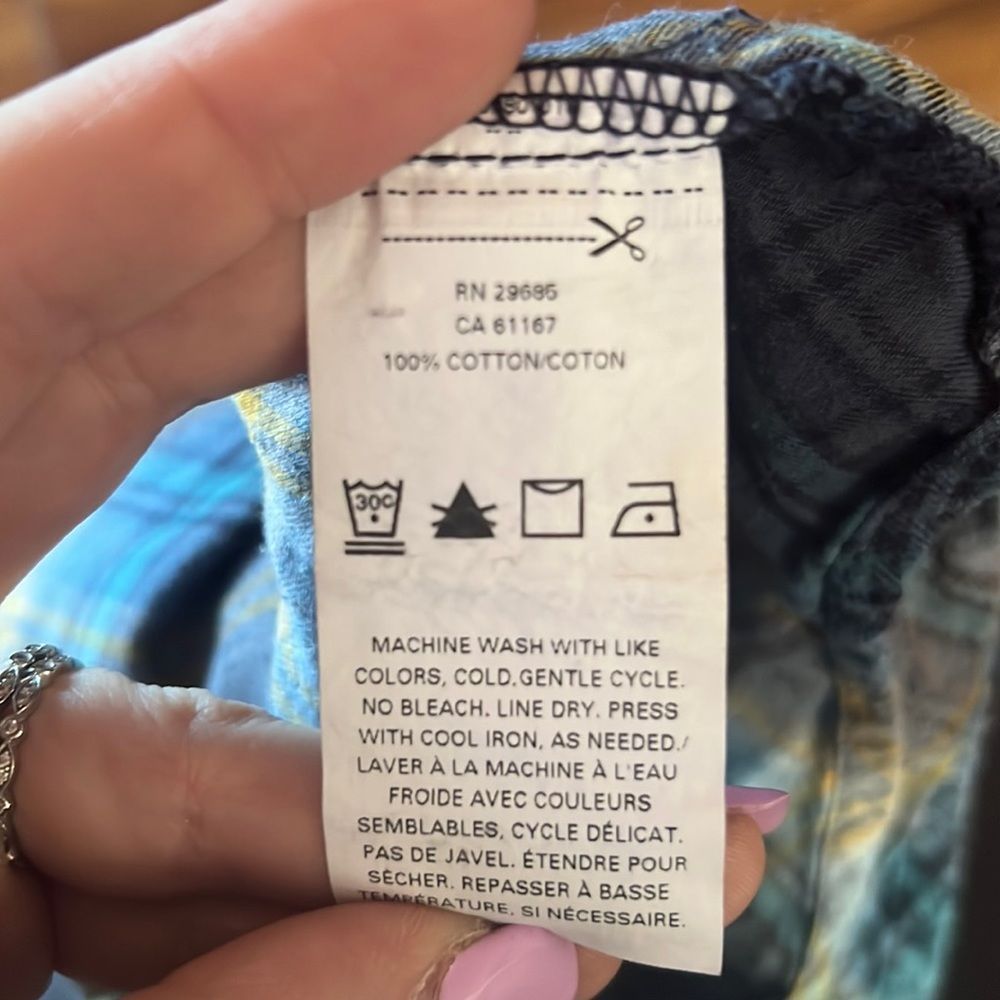 RN 29685
CA 61167
100% COTTON/COTON
30C
MACHINE WASH WITH LIKE
COLORS, COLD.GENTLE CYCLE.
NO BLEACH. LINE DRY. PRESS
WITH COOL IRON, AS NEEDED./
LAVER À LA MACHINE À L'EAU
FROIDE AVEC COULEURS
SEMBLABLES, CYCLE DÉLICAT.
PAS DE JAVEL. ÉTENDRE POUR
SÈCHER. REPASSER À BASSE
TEMPÉRATURE, SI NÉCESSAIRE.